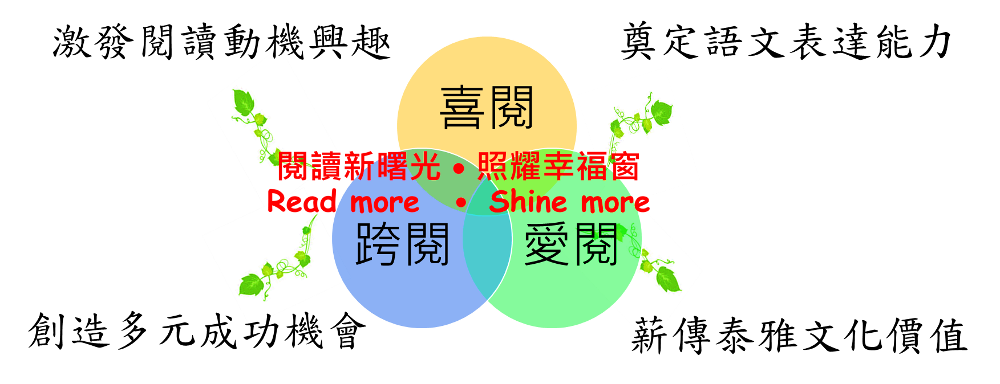 激發閱讀動機興趣
奠定語文表達能力
喜閱
閱讀新曙光•照耀幸福窗
Read more • Shine more
跨閱
愛閱
創造多元成功機會
薪傳泰雅文化價值